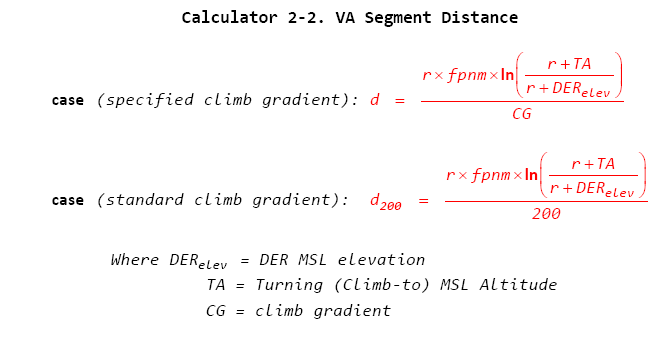 Calculator 2-2. VA Segment Distance
case (specified climb gradient): d = r×fpnm×ln(r+TA/r+DERelev)/CG
case (standard climb gradient): d200 = r×fpnm×ln(r+TA/r+DERelev)/200
Where DERelev = DER MSL elevation
TA = Turning (Climb-to) MSL Altitude
CG = climb gradient